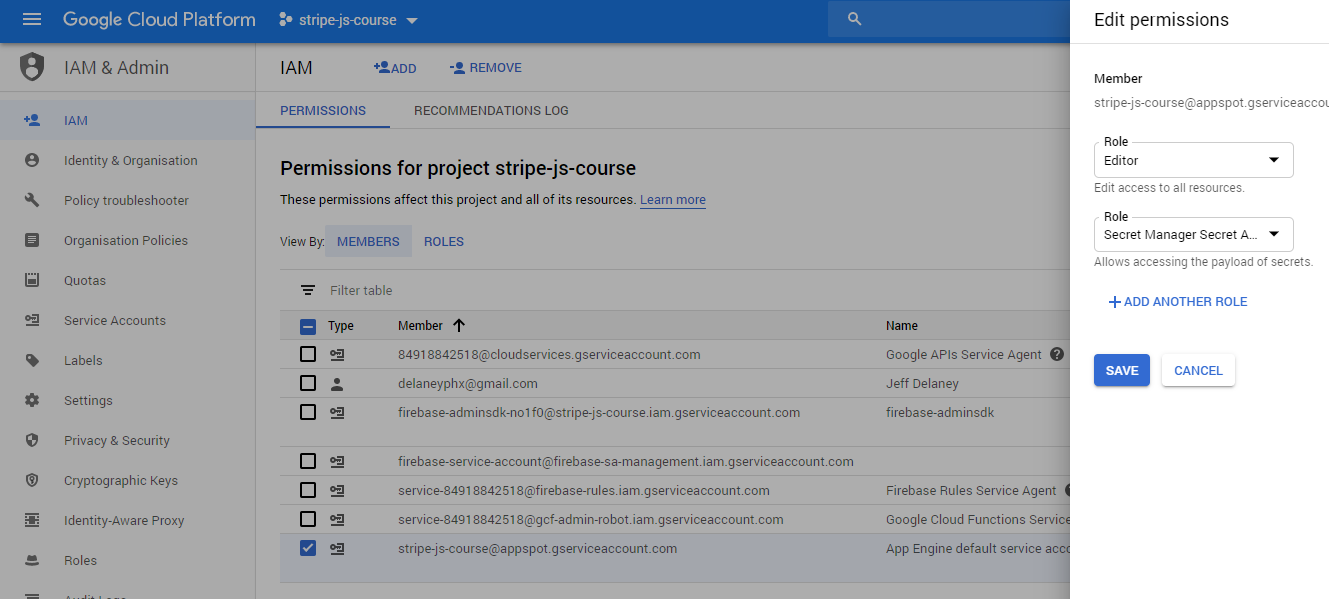 Google Cloud Platform
stripe-js-course
Edit permissions
IAM & Admin
IAM
ADD
REMOVE
PERMISSIONS
RECOMMENDATIONS LOG
IAM
Identity & Organisation
Policy troubleshooter
Organisation Policies
Quotas
Service Accounts
Labels
Settings
Privacy & Security
Cryptographic Keys
Identity-Aware Proxy
Roles
Audit Logs
Permissions for project stripe-js-course
These permissions affect this project and all of its resources. Learn more
View By:
MEMBERS
ROLES
Filter table
Type Member Name
84918842518@cloudservices.gserviceaccount.com Google APIs Service Agent
delaneyphx@gmail.com Jeff Delaney
firebase-adminsdk-no1f0@stripe-js-course.iam.gserviceaccount.com firebase-adminsdk
firebase-service-account@firebase-sa-management.iam.gserviceaccount.com
service-84918842518@firebase-rules.iam.gserviceaccount.com Firebase Rules Service Agent
service-84918842518@gcf-admin-robot.iam.gserviceaccount.com Google Cloud Functions Service
stripe-js-course@appspot.gserviceaccount.com App Engine default service acco
Member
stripe-js-course@appspot.gserviceaccou
Role
Editor
Edit access to all resources.
Role
Secret Manager Secret A...
Allows accessing the payload of secrets.
ADD ANOTHER ROLE
SAVE
CANCEL